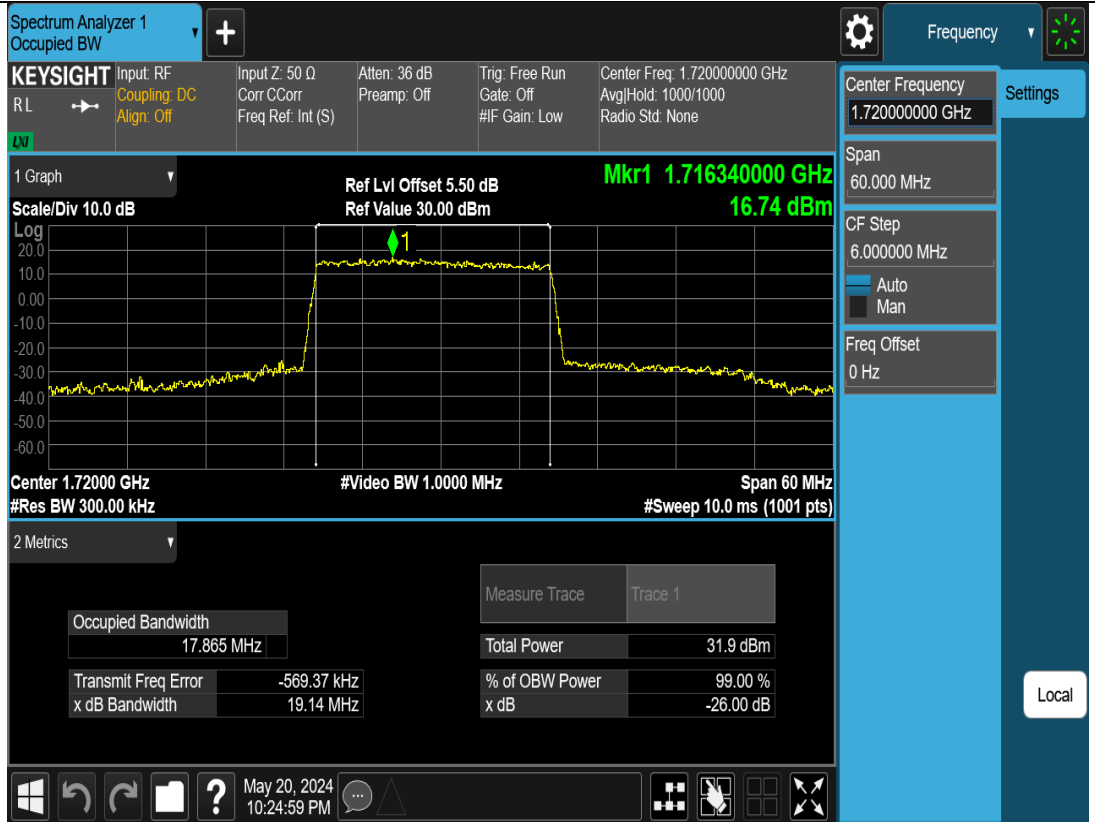 Spectrum Analyzer 1
Occupied BW
+
Frequency
KEYSIGHT
R L
LXI
Input: RF
Coupling: DC
Align: Off
Input Z: 50 Ω
Corr CCorr
Freq Ref: Int (S)
Atten: 36 dB
Preamp: Off
Trig: Free Run
Gate: Off
#IF Gain: Low
Center Freq: 1.720000000 GHz
Avg|Hold: 1000/1000
Radio Std: None
Center Frequency
1.720000000 GHz
Settings
Span
60.000 MHz
CF Step
6.000000 MHz
Auto
Man
Freq Offset
0 Hz
Local
1 Graph
Scale/Div 10.0 dB
Ref Lvl Offset 5.50 dB
Ref Value 30.00 dBm
Mkr1 1.716340000 GHz
16.74 dBm
Log
1
20.0
10.0
0.00
-10.0
-20.0
-30.0
-40.0
-50.0
-60.0
Center 1.72000 GHz
#Video BW 1.0000 MHz
Span 60 MHz
#Res BW 300.00 kHz
#Sweep 10.0 ms (1001 pts)
2 Metrics
Measure Trace
Trace 1
Occupied Bandwidth
17.865 MHz
Total Power
31.9 dBm
Transmit Freq Error
-569.37 kHz
% of OBW Power
99.00 %
x dB Bandwidth
19.14 MHz
x dB
-26.00 dB
?
May 20, 2024
10:24:59 PM